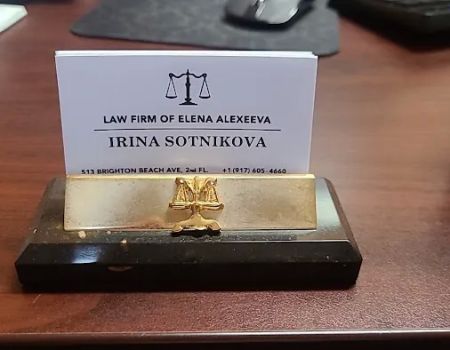 LAW FIRM OF ELENA ALEXEEVA
IRINA SOTNIKOVA
513 BRIGHTON BEACH AVE, 2ND FL. +1 (917) 605-4660